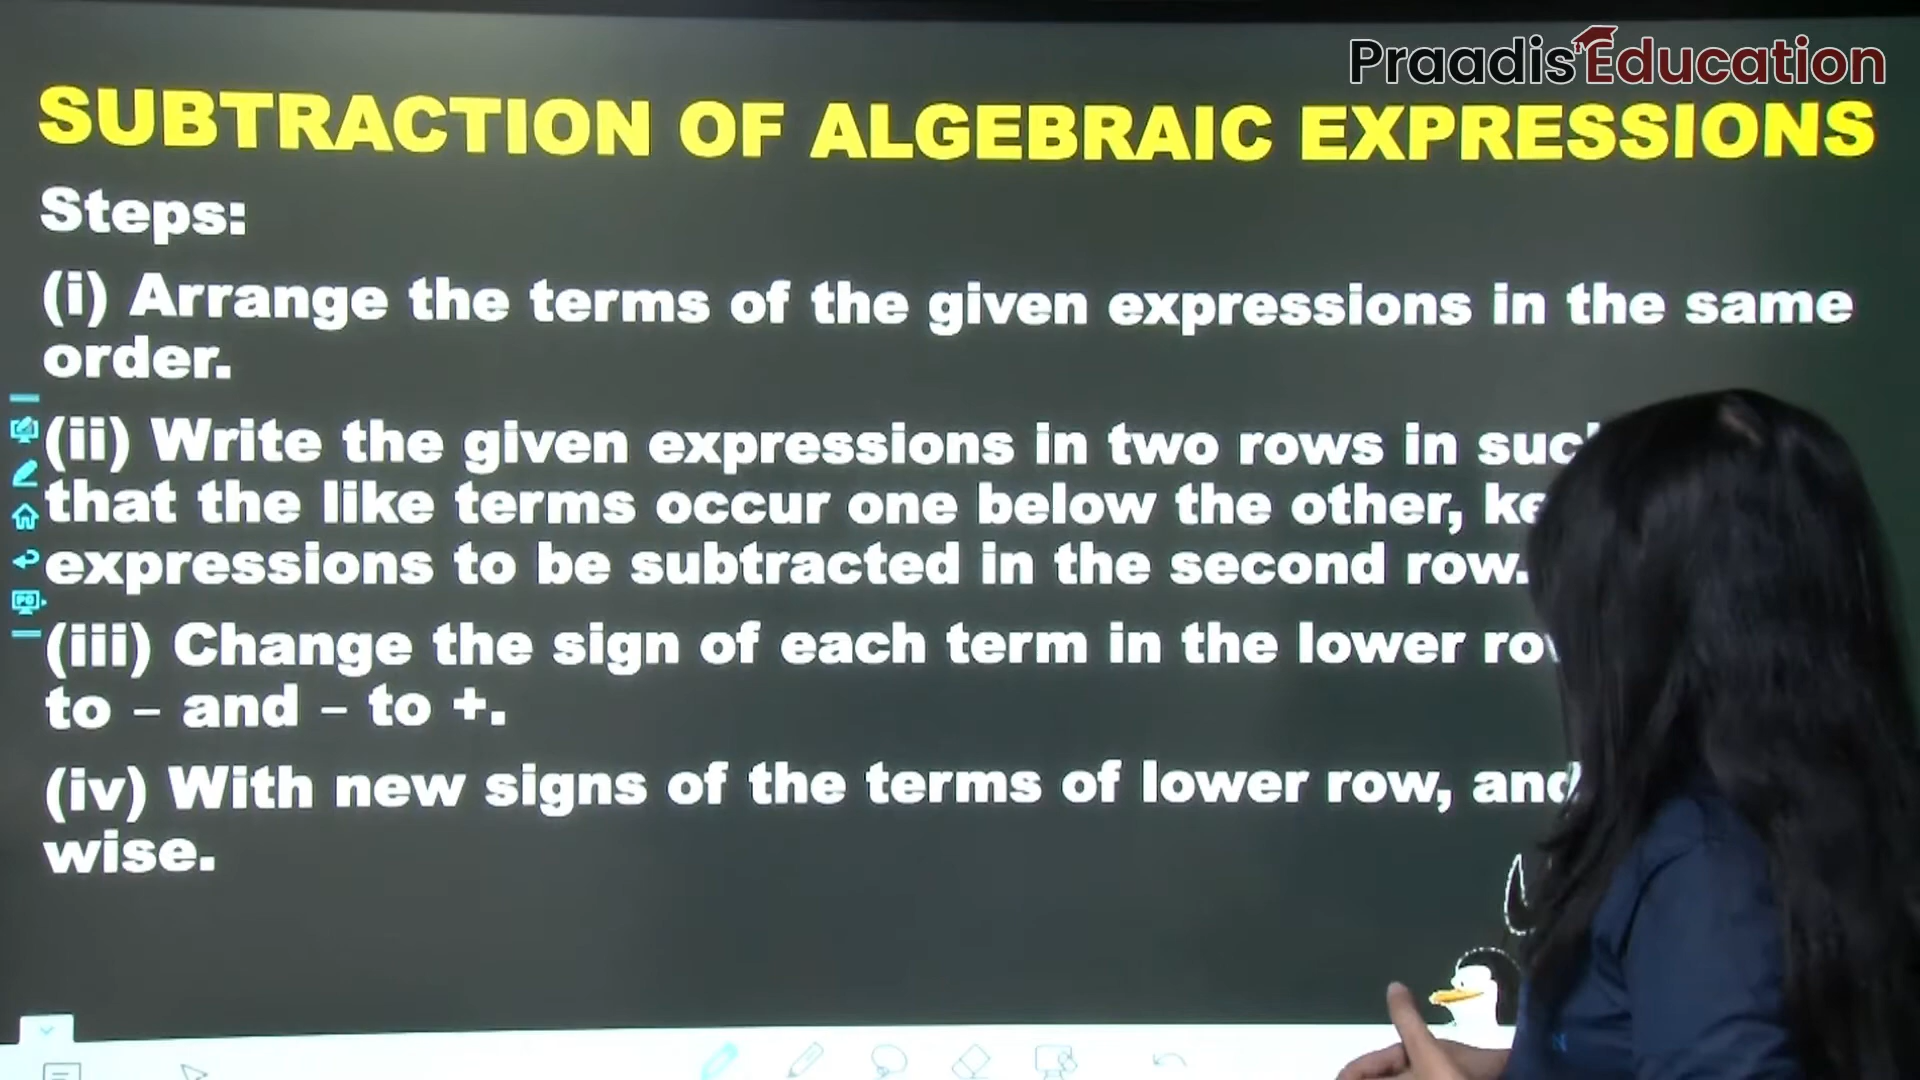 Praadis Education
SUBTRACTION OF ALGEBRAIC EXPRESSIONS
Steps:
(i) Arrange the terms of the given expressions in the same
order.
(ii) Write the given expressions in two rows in
that the like terms occur one below the other,
expressions to be subtracted in the second row.
(iii) Change the sign of each term in the lower
to – and – to +.
(iv) With new signs of the terms of lower row, and
wise.